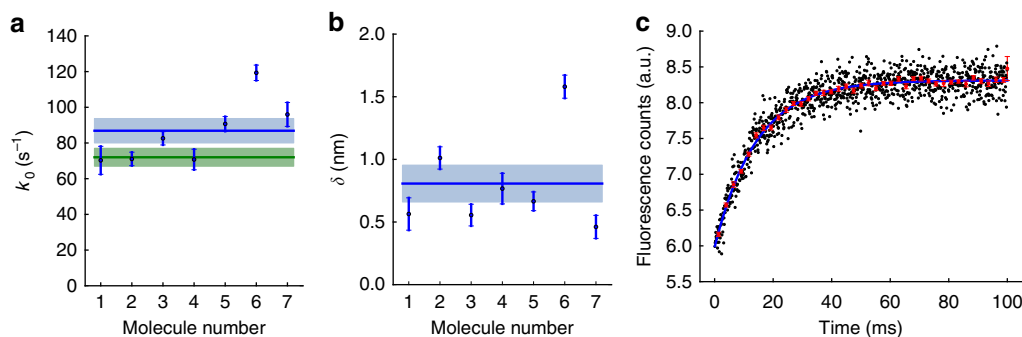 a
140
120
100
80
60
40
20
0
k0 (s−1)
1 2 3 4 5 6 7
Molecule number
b
2.0
1.5
1.0
0.5
0.0
δ (nm)
1 2 3 4 5 6 7
Molecule number
c
9.0
8.5
8.0
7.5
7.0
6.5
6.0
5.5
Fluorescence counts (a.u.)
0 20 40 60 80 100
Time (ms)